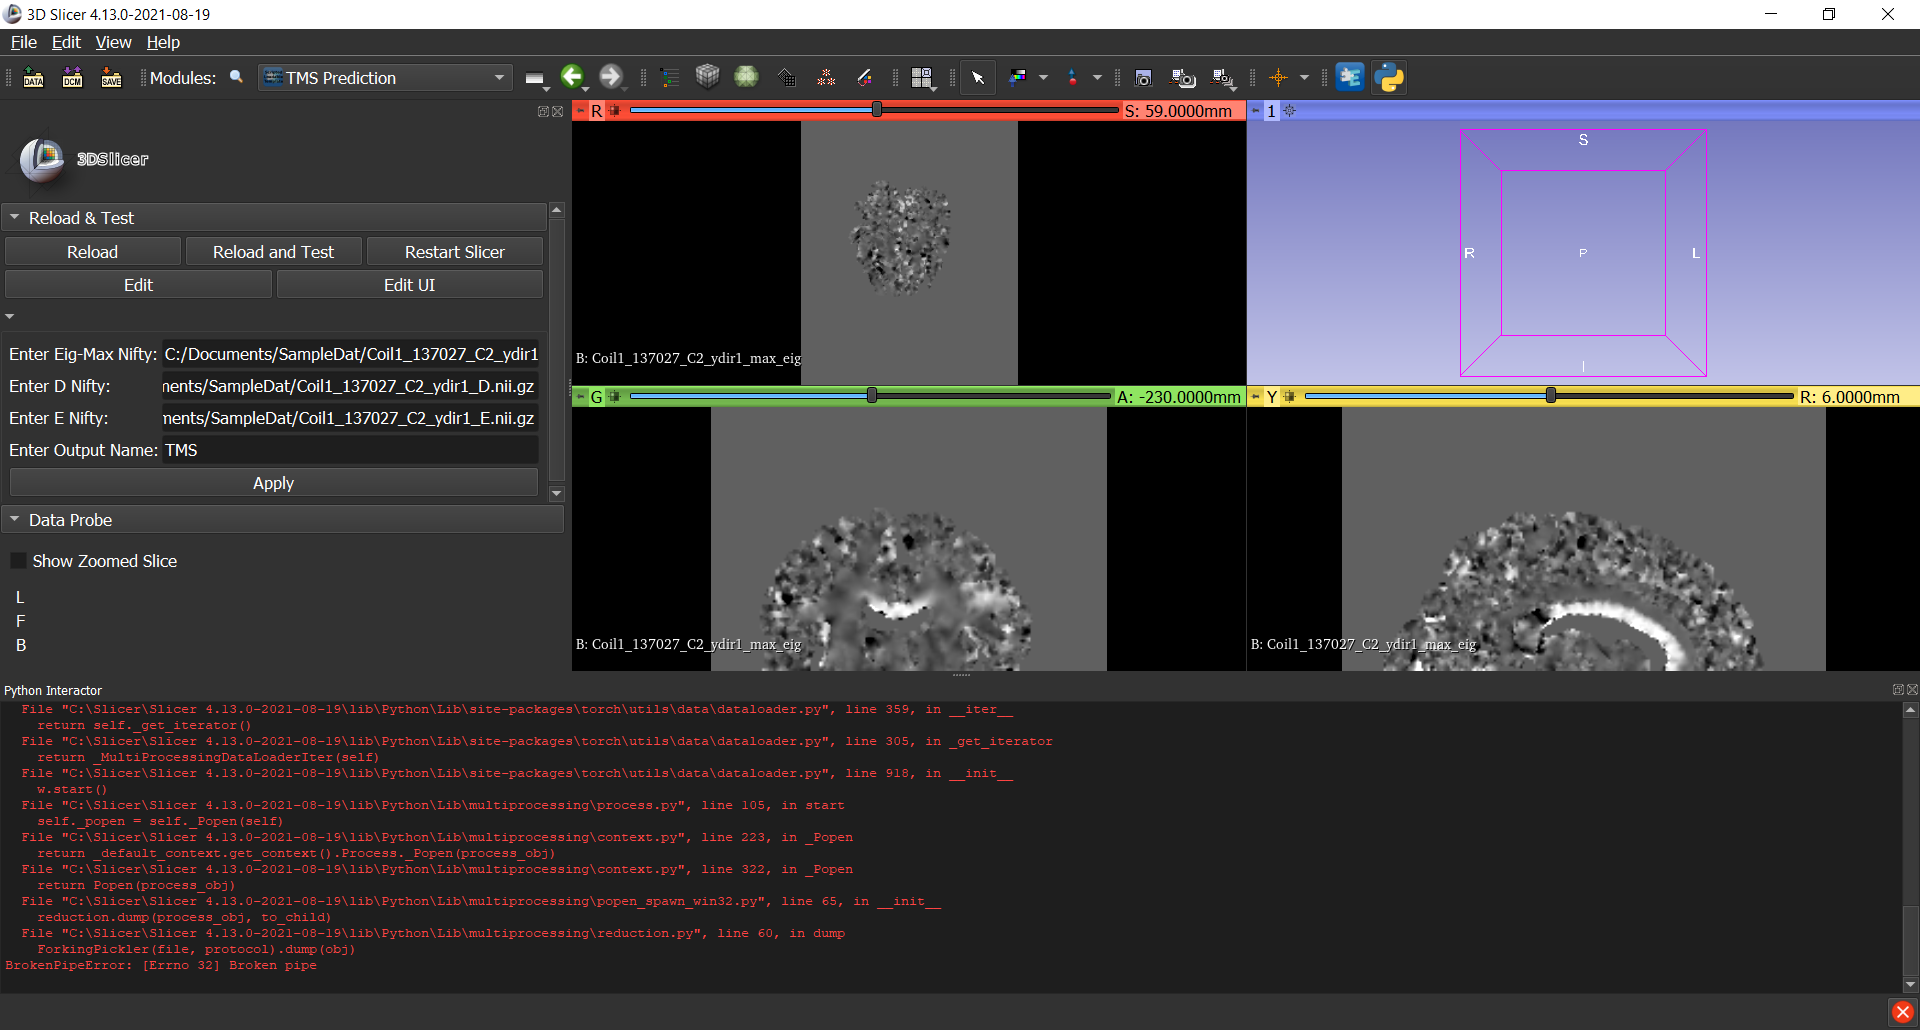 3D Slicer 4.13.0-2021-08-19
File Edit View Help
DATA DCM SAVE Modules: TMS Prediction
R S: 59.0000mm
1
3DSlicer
Reload & Test
Reload Reload and Test Restart Slicer
Edit Edit UI
Enter Eig-Max Nifty: C:/Documents/SampleDat/Coil1_137027_C2_ydir1
Enter D Nifty: nents/SampleDat/Coil1_137027_C2_ydir1_D.nii.gz
Enter E Nifty: nents/SampleDat/Coil1_137027_C2_ydir1_E.nii.gz
Enter Output Name: TMS
Apply
Data Probe
Show Zoomed Slice
L
F
B
B: Coil1_137027_C2_ydir1_max_eig
S
R P L
I
G A: -230.0000mm
Y R: 6.0000mm
B: Coil1_137027_C2_ydir1_max_eig
B: Coil1_137027_C2_ydir1_max_eig
Python Interactor
File "C:\Slicer\Slicer 4.13.0-2021-08-19\lib\Python\Lib\site-packages\torch\utils\data\dataloader.py", line 359, in __iter__
return self._get_iterator()
File "C:\Slicer\Slicer 4.13.0-2021-08-19\lib\Python\Lib\site-packages\torch\utils\data\dataloader.py", line 305, in _get_iterator
return _MultiProcessingDataLoaderIter(self)
File "C:\Slicer\Slicer 4.13.0-2021-08-19\lib\Python\Lib\site-packages\torch\utils\data\dataloader.py", line 918, in __init__
w.start()
File "C:\Slicer\Slicer 4.13.0-2021-08-19\lib\Python\Lib\multiprocessing\process.py", line 105, in start
self._popen = self._Popen(self)
File "C:\Slicer\Slicer 4.13.0-2021-08-19\lib\Python\Lib\multiprocessing\context.py", line 223, in _Popen
return _default_context.get_context().Process._Popen(process_obj)
File "C:\Slicer\Slicer 4.13.0-2021-08-19\lib\Python\Lib\multiprocessing\context.py", line 322, in _Popen
return Popen(process_obj)
File "C:\Slicer\Slicer 4.13.0-2021-08-19\lib\Python\Lib\multiprocessing\popen_spawn_win32.py", line 65, in __init__
reduction.dump(process_obj, to_child)
File "C:\Slicer\Slicer 4.13.0-2021-08-19\lib\Python\Lib\multiprocessing\reduction.py", line 60, in dump
ForkingPickler(file, protocol).dump(obj)
BrokenPipeError: [Errno 32] Broken pipe